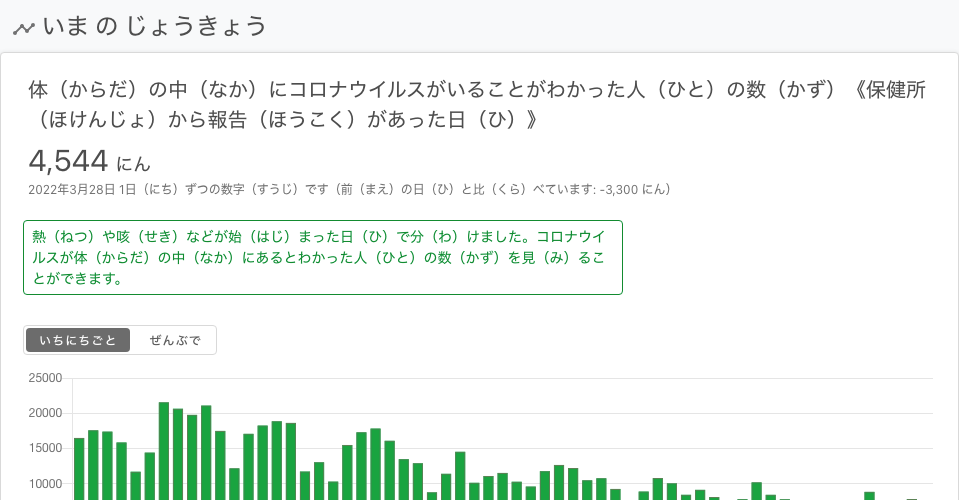 いま の じょうきょう
体（からだ）の中（なか）にコロナウイルスがいることがわかった人（ひと）の数（かず）《保健所
（ほけんじょ）から報告（ほうこく）があった日（ひ）》
4,544 にん
2022年3月28日 1日（にち）ずつの数字（すうじ）です（前（まえ）の日（ひ）と比（くら）べています: -3,300 にん）
熱（ねつ）や咳（せき）などが始（はじ）まった日（ひ）で分（わ）けました。コロナウイ
ルスが体（からだ）の中（なか）にあるとわかった人（ひと）の数（かず）を見（み）るこ
とができます。
いちにちごと ぜんぶで
25000
20000
15000
10000